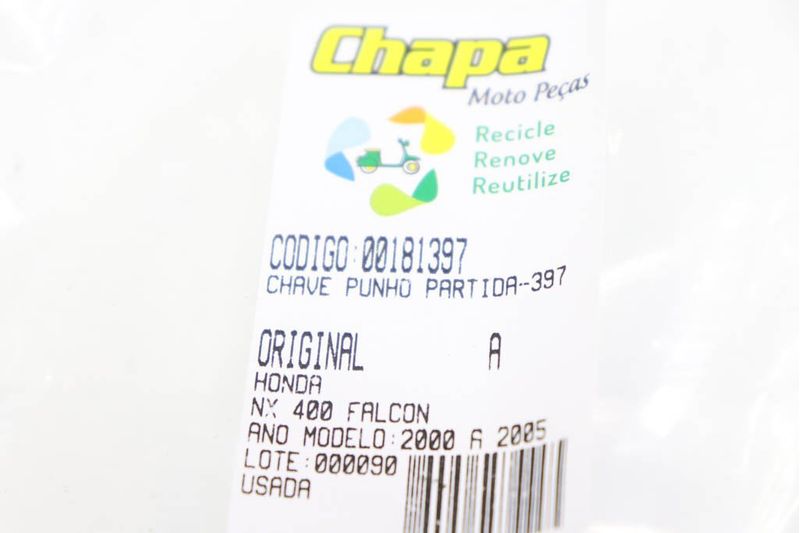 Chapa
Moto Peças
Recicle
Renove
Reutilize
CODIGO:00181397
CHAVE PUNHO PARTIDA--397
ORIGINAL A
HONDA
NX 400 FALCON
ANO MODELO:2000 A 2005
LOTE:000090
USADA